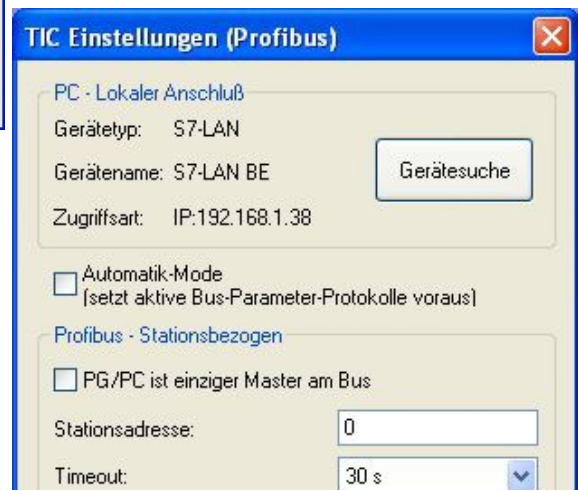 TIC Einstellungen (Profibus)
PC - Lokaler Anschluß
Gerätetyp: S7-LAN
Gerätename: S7-LAN BE
Gerätesuche
Zugriffsart: IP:192.168.1.38
Automatik-Mode
(setzt aktive Bus-Parameter-Protokolle voraus)
Profibus - Stationsbezogen
PG/PC ist einziger Master am Bus
Stationsadresse: 0
Timeout: 30 s